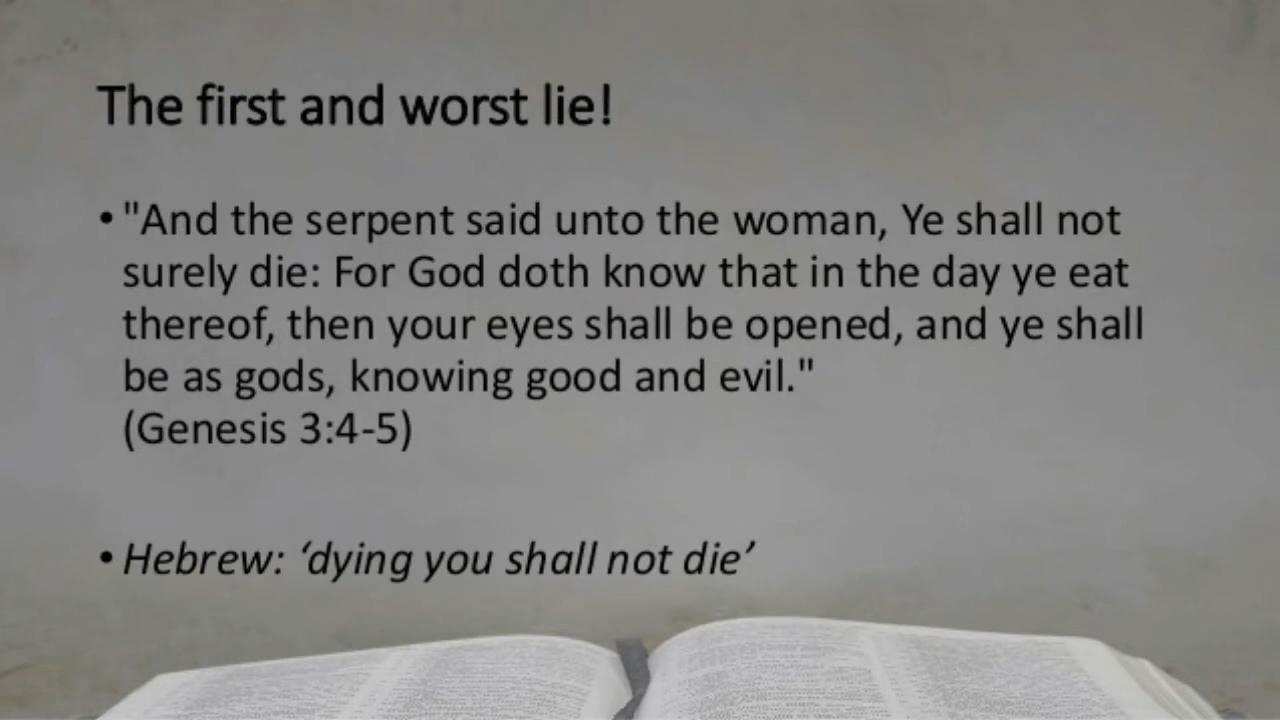 The first and worst lie!
• "And the serpent said unto the woman, Ye shall not
surely die: For God doth know that in the day ye eat
thereof, then your eyes shall be opened, and ye shall
be as gods, knowing good and evil."
(Genesis 3:4-5)
• Hebrew: ‘dying you shall not die’